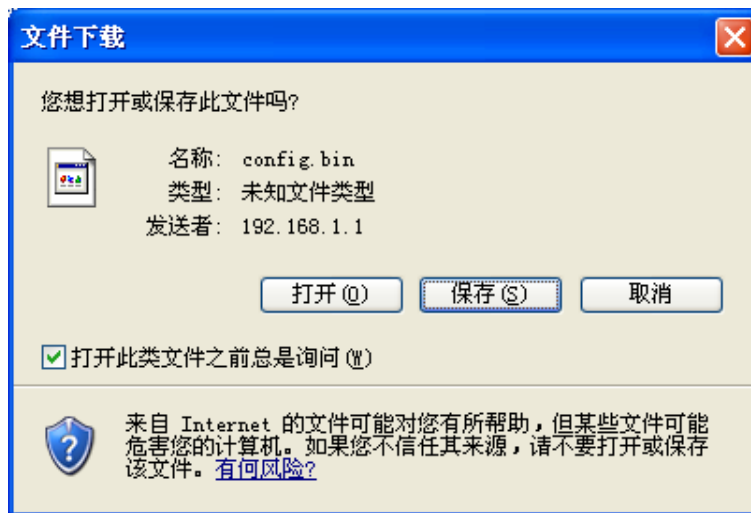 文件下载
您想打开或保存此文件吗?
名称: config.bin
类型: 未知文件类型
发送者: 192.168.1.1
打开(O) 保存(S) 取消
打开此类文件之前总是询问(W)
来自 Internet 的文件可能对您有所帮助，但某些文件可能
危害您的计算机。如果您不信任其来源，请不要打开或保存
该文件。有何风险?